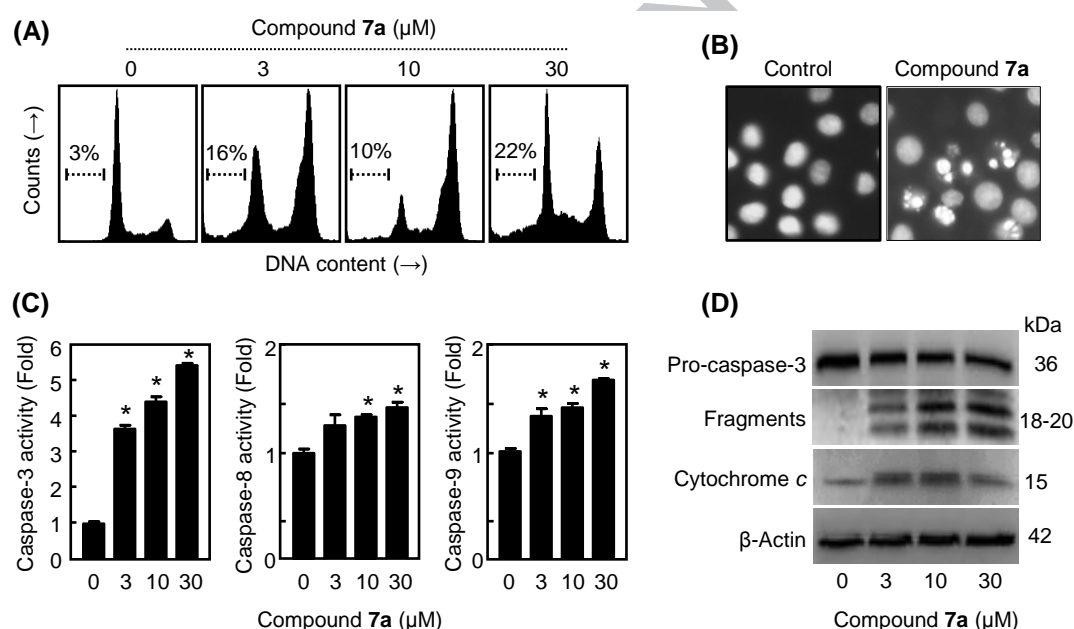 (A)
Compound 7a (µM)
0 3 10 30
Counts (→)
3% 16% 10% 22%
DNA content (→)
(B)
Control Compound 7a
(C)
Caspase-3 activity (Fold)
6
5
4
3
2
1
0
* * *
0 3 10 30
Caspase-8 activity (Fold)
2
1
0
* *
0 3 10 30
Caspase-9 activity (Fold)
2
1
0
* * *
0 3 10 30
Compound 7a (µM)
(D)
kDa
Pro-caspase-3 36
Fragments 18-20
Cytochrome c 15
β-Actin 42
0 3 10 30
Compound 7a (µM)